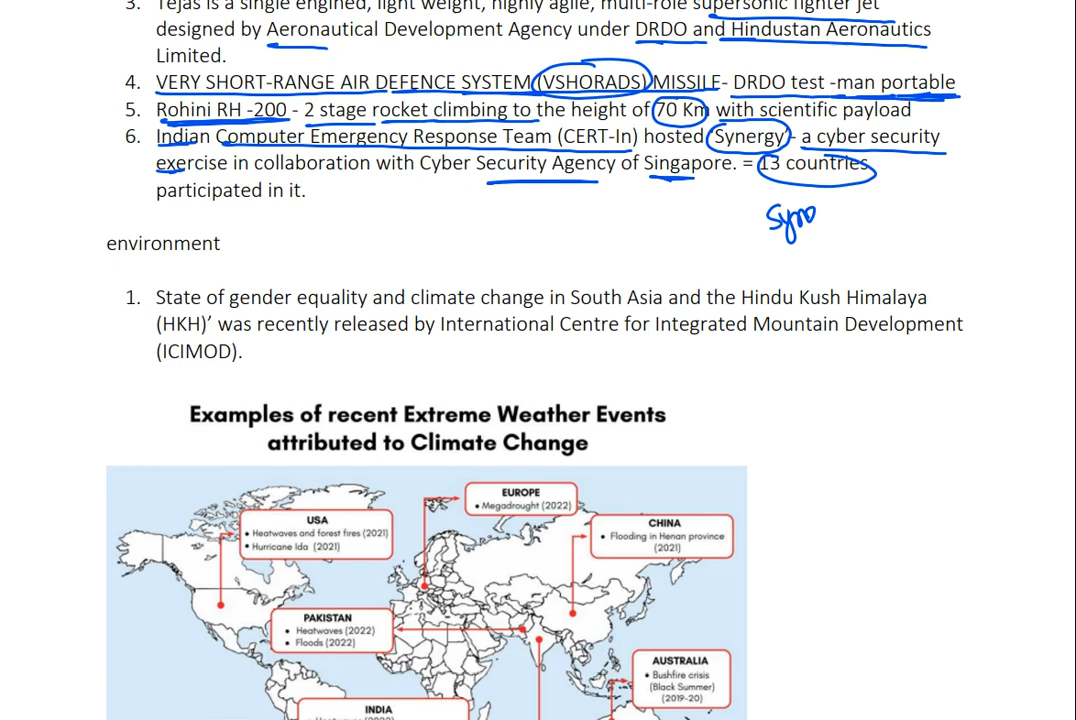 3. Tejas is a single engined, light weight, highly agile, multi-role supersonic fighter jet
designed by Aeronautical Development Agency under DRDO and Hindustan Aeronautics
Limited.
4. VERY SHORT-RANGE AIR DEFENCE SYSTEM (VSHORADS) MISSILE- DRDO test -man portable
5. Rohini RH -200 - 2 stage rocket climbing to the height of 70 Km with scientific payload
6. Indian Computer Emergency Response Team (CERT-In) hosted 'Synergy'- a cyber security
exercise in collaboration with Cyber Security Agency of Singapore. = 13 countries
participated in it.
Syno
environment
1. State of gender equality and climate change in South Asia and the Hindu Kush Himalaya
(HKH)’ was recently released by International Centre for Integrated Mountain Development
(ICIMOD).
Examples of recent Extreme Weather Events
attributed to Climate Change
EUROPE
• Megadrought (2022)
USA
• Heatwaves and forest fires (2021)
• Hurricane Ida (2021)
CHINA
• Flooding in Henan province
(2021)
PAKISTAN
• Heatwaves (2022)
• Floods (2022)
AUSTRALIA
• Bushfire crisis
(Black Summer)
(2019-20)
INDIA